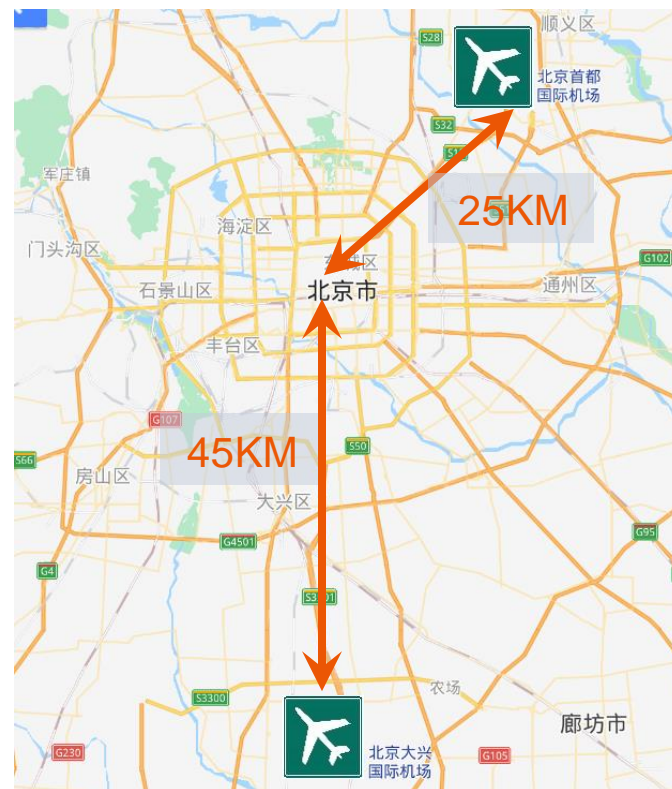 顺义区
S28
北京首都
国际机场
S32
军庄镇
25KM
海淀区
门头沟区
G102
石景山区
北京市
通州区
丰台区
G107
45KM
S50
S66
房山区
大兴区
G95
G4501
G4
农场
S3300
廊坊市
G230
北京大兴
国际机场
G105